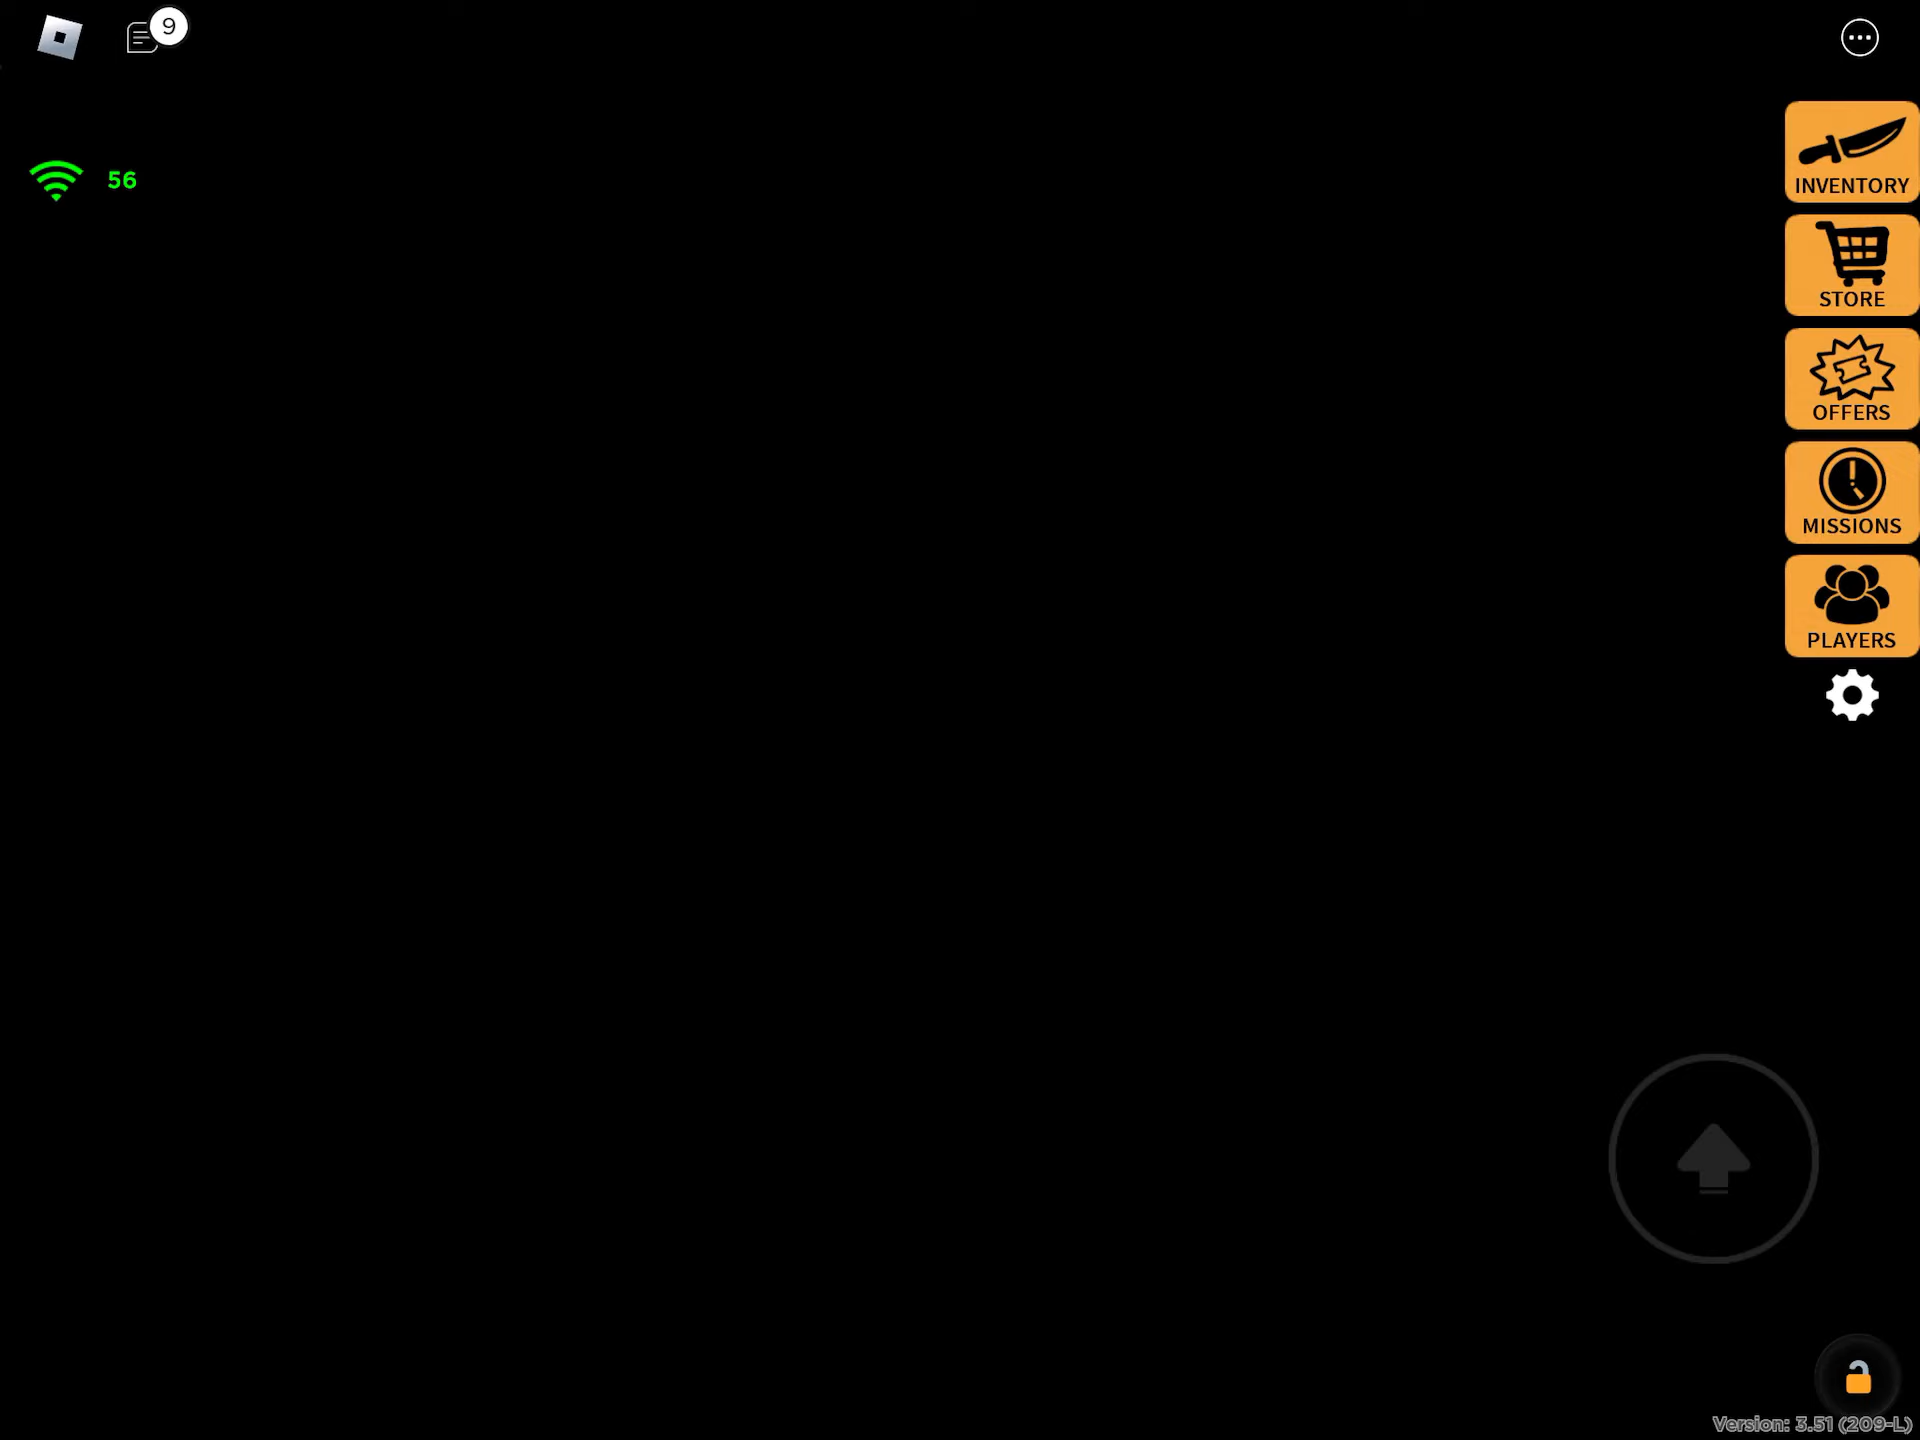 9
56
INVENTORY
STORE
OFFERS
MISSIONS
PLAYERS
Version: 3.51 (209-L)